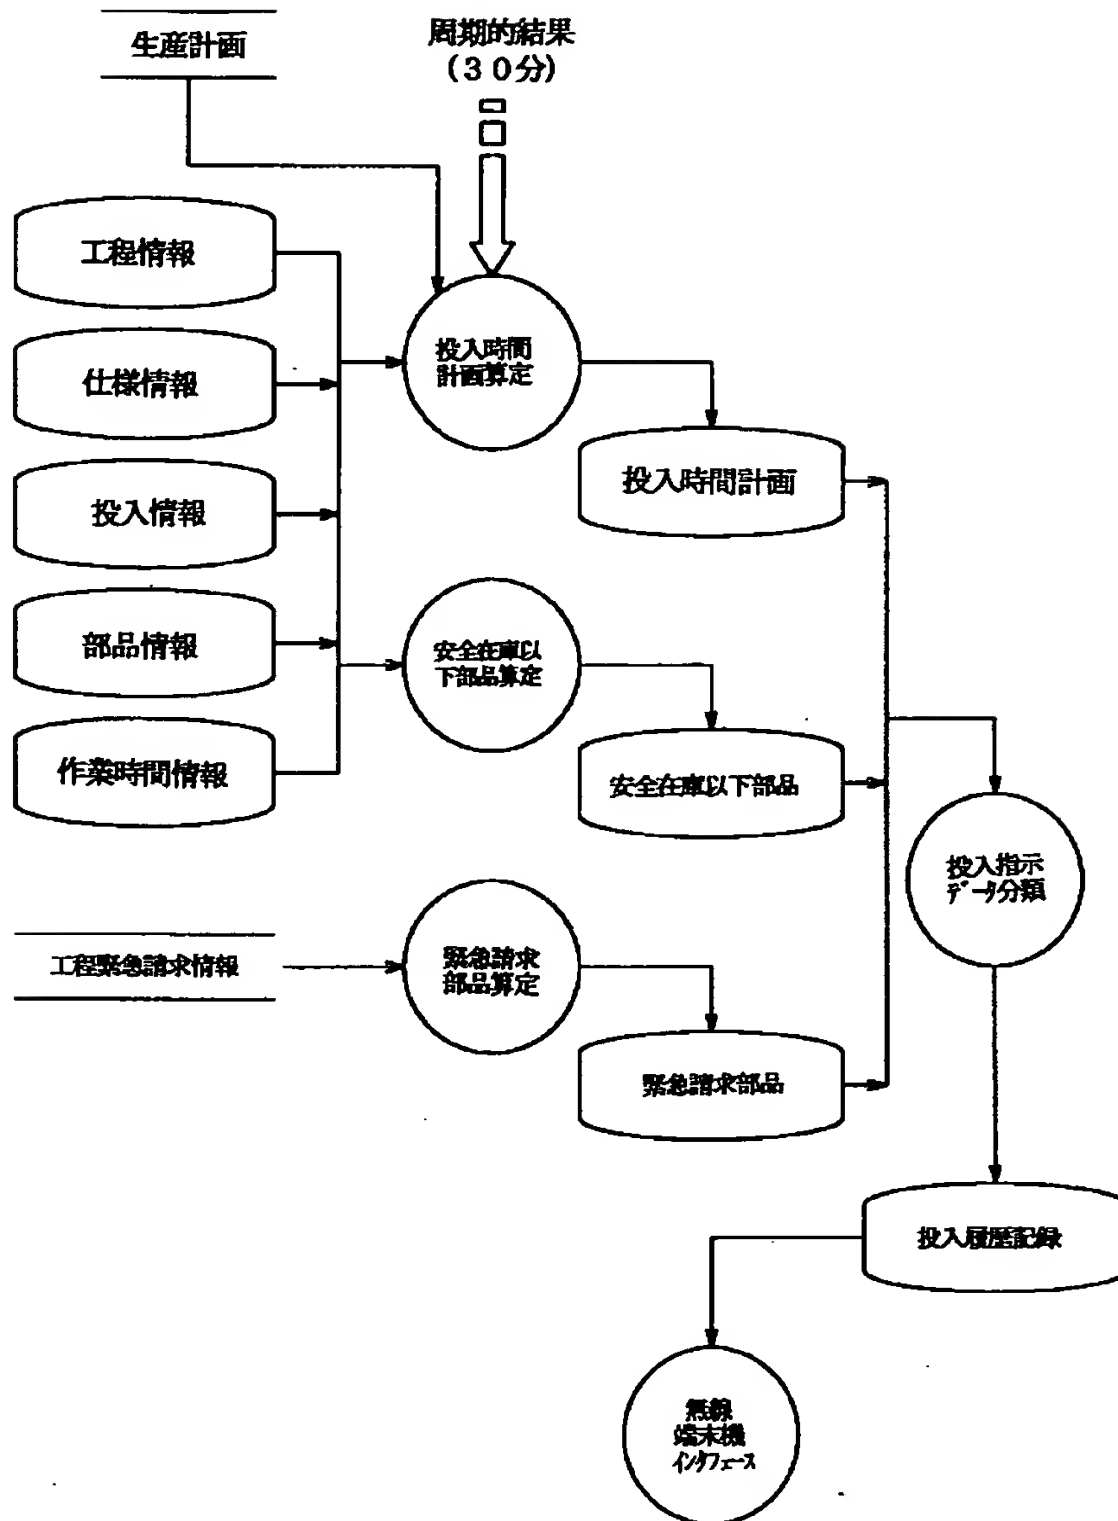 生産計画
周期的結果
(30分)
工程情報
仕様情報
投入情報
部品情報
作業時間情報
投入時間
計画算定
投入時間計画
安全在庫以
下部品算定
安全在庫以下部品
工程緊急請求情報
緊急請求
部品算定
緊急請求部品
投入指示
データ分類
投入履歴記録
無線
端末機
インタフェース